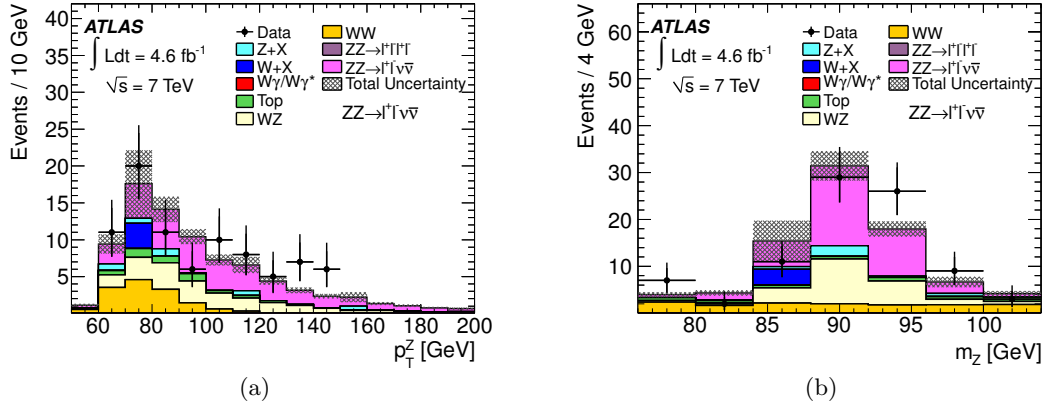 ATLAS
∫ Ldt = 4.6 fb⁻¹
√s = 7 TeV
Data
Z+X
W+X
Wγ/Wγ*
Top
WZ
WW
ZZ→l⁺l⁻l⁺l⁻
ZZ→l⁺l⁻νν̄
Total Uncertainty
ZZ→l⁺l⁻νν̄
Events / 10 GeV
40
35
30
25
20
15
10
5
60 80 100 120 140 160 180 200
p_T^Z [GeV]
(a)
ATLAS
∫ Ldt = 4.6 fb⁻¹
√s = 7 TeV
Data
Z+X
W+X
Wγ/Wγ*
Top
WZ
WW
ZZ→l⁺l⁻l⁺l⁻
ZZ→l⁺l⁻νν̄
Total Uncertainty
ZZ→l⁺l⁻νν̄
Events / 4 GeV
60
50
40
30
20
10
80 85 90 95 100
m_Z [GeV]
(b)